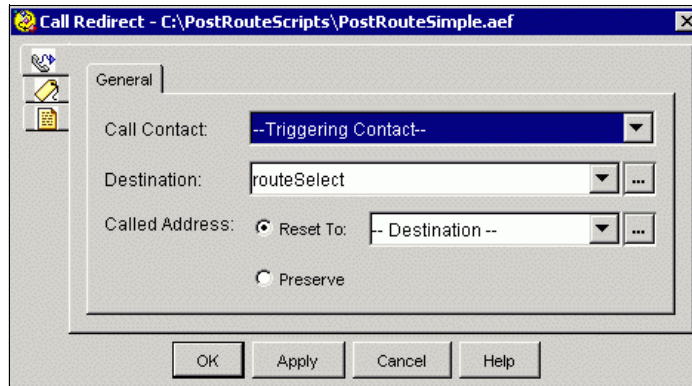 Call Redirect - C:\PostRouteScripts\PostRouteSimple.aef
General
Call Contact: --Triggering Contact--
Destination: routeSelect ...
Called Address: Reset To: -- Destination -- ...
Preserve
OK Apply Cancel Help